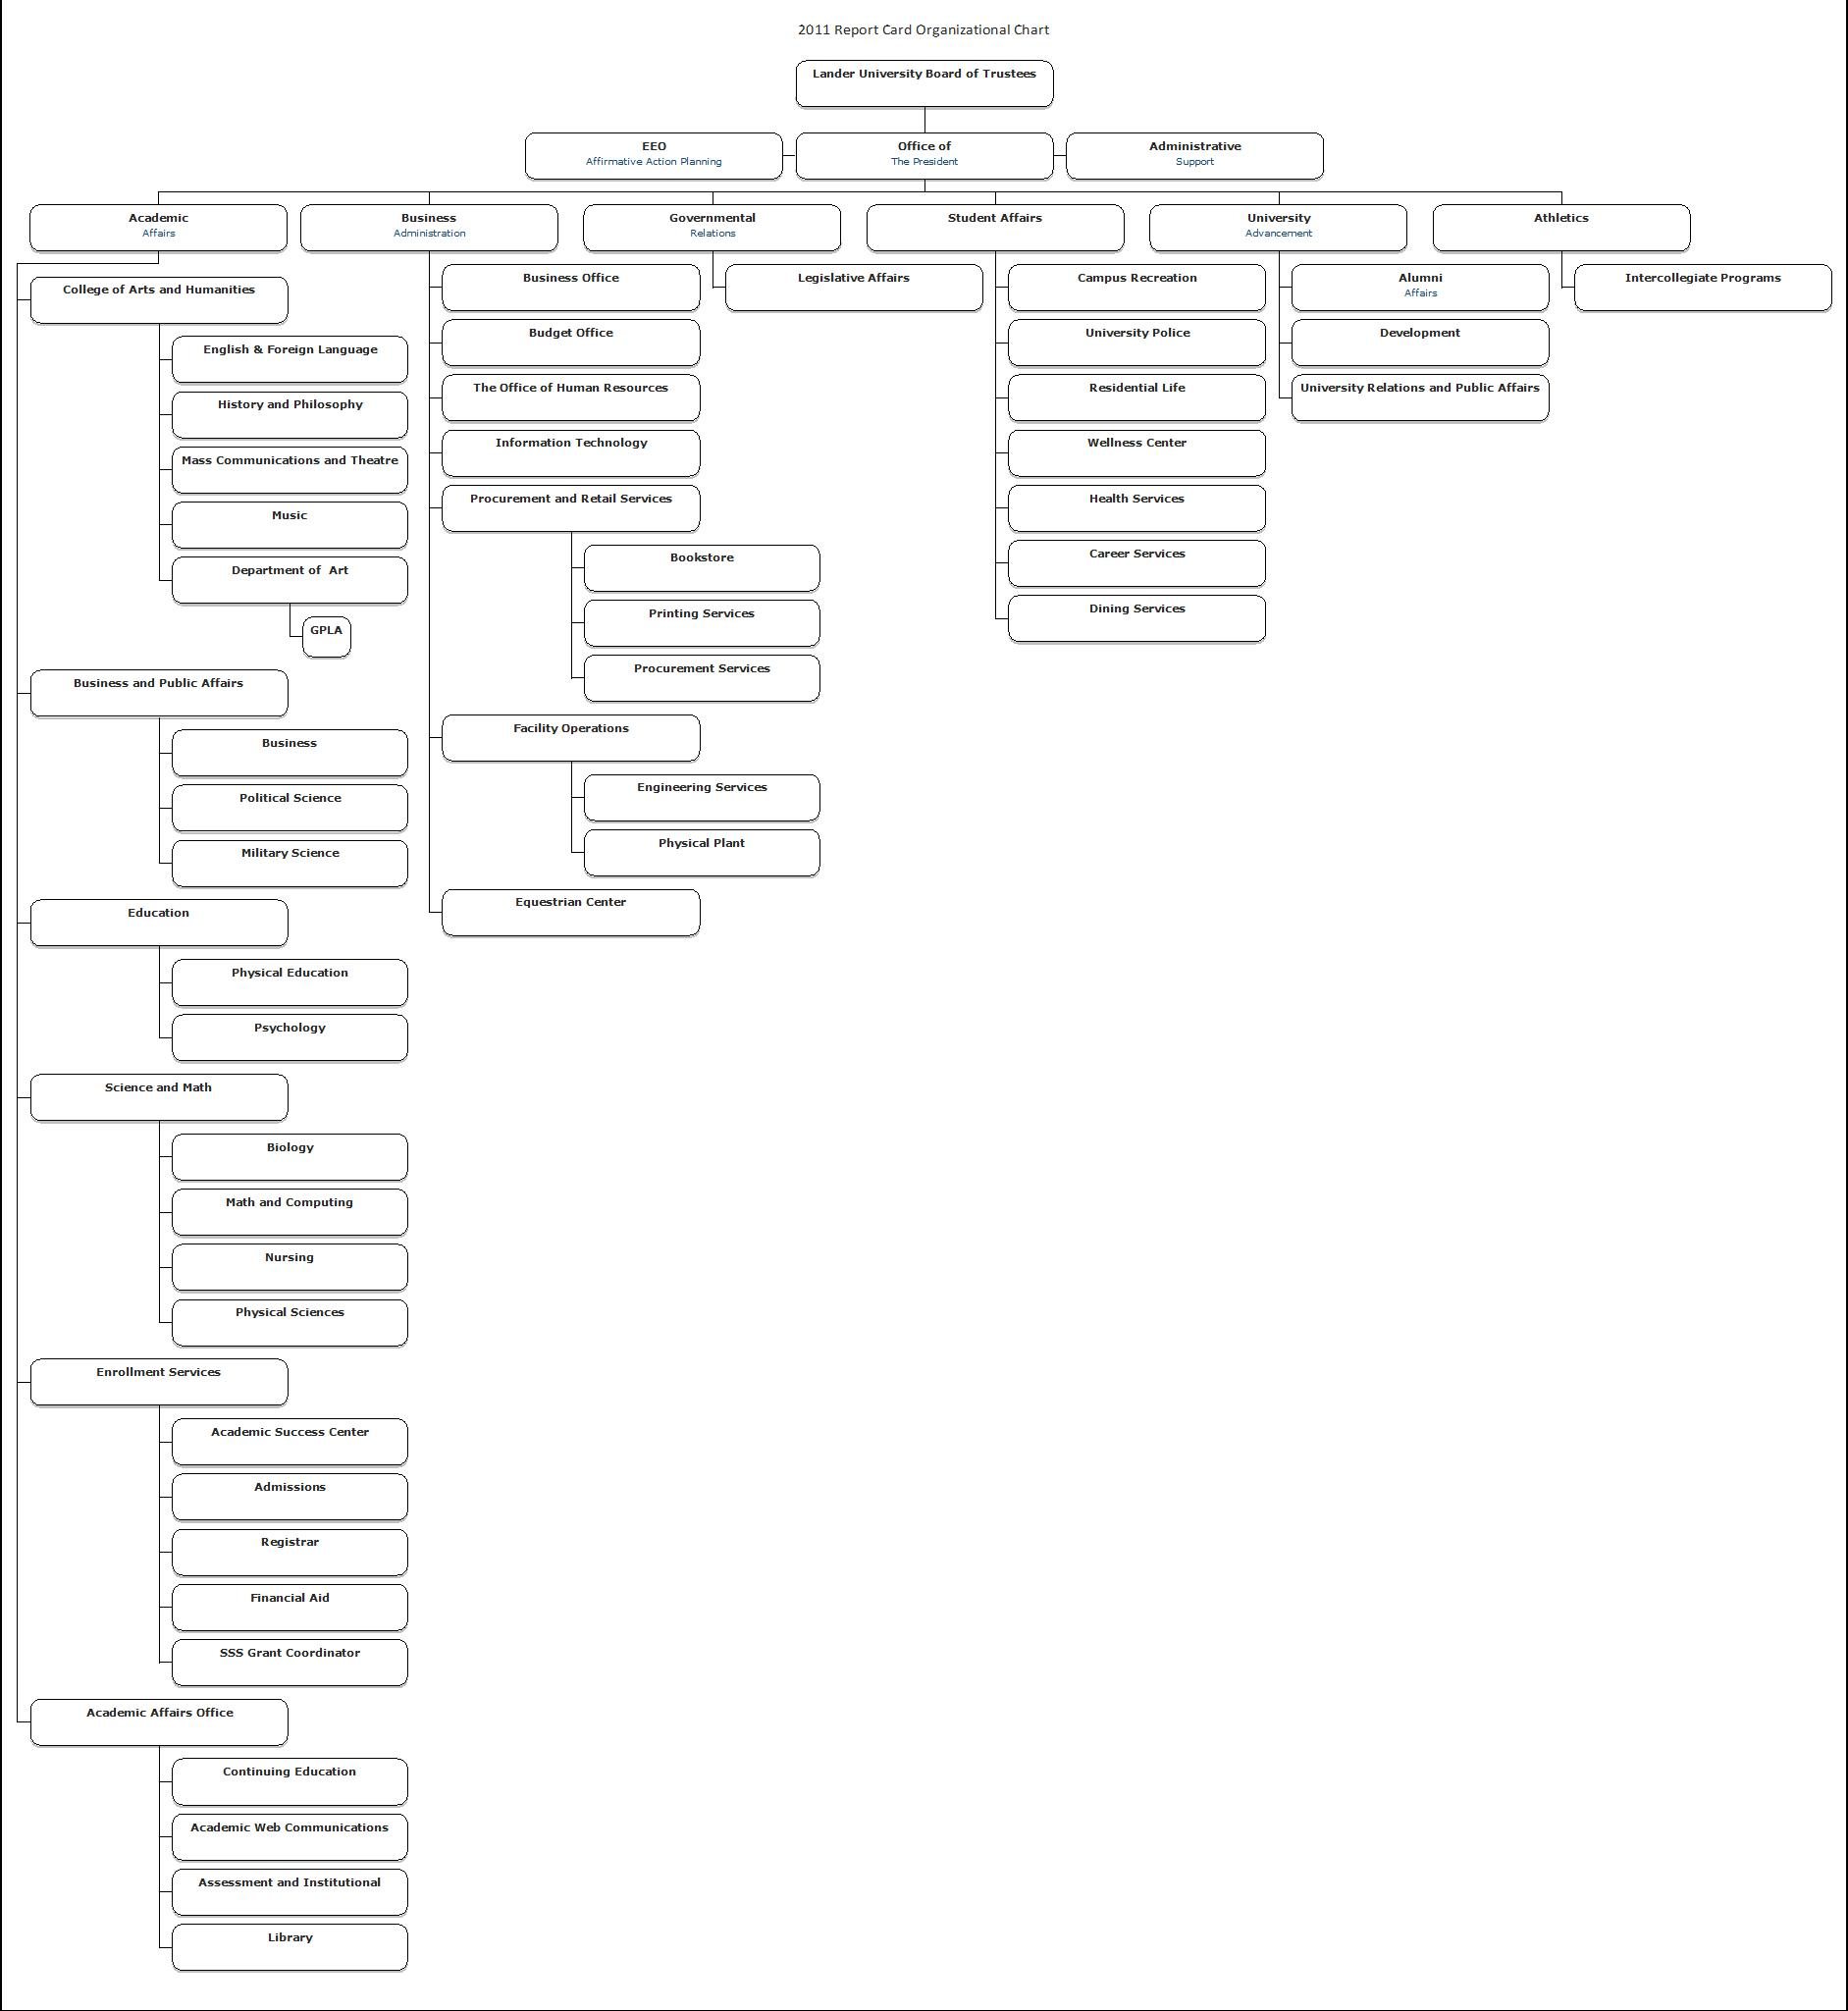 2011 Report Card Organizational Chart
Lander University Board of Trustees
EEO
Affirmative Action Planning
Office of
The President
Administrative
Support
Academic
Affairs
Business
Administration
Governmental
Relations
Student Affairs
University
Advancement
Athletics
College of Arts and Humanities
English & Foreign Language
History and Philosophy
Mass Communications and Theatre
Music
Department of  Art
GPLA
Business and Public Affairs
Business
Political Science
Military Science
Education
Physical Education
Psychology
Science and Math
Biology
Math and Computing
Nursing
Physical Sciences
Enrollment Services
Academic Success Center
Admissions
Registrar
Financial Aid
SSS Grant Coordinator
Academic Affairs Office
Continuing Education
Academic Web Communications
Assessment and Institutional
Library
Business Office
Budget Office
The Office of Human Resources
Information Technology
Procurement and Retail Services
Bookstore
Printing Services
Procurement Services
Facility Operations
Engineering Services
Physical Plant
Equestrian Center
Legislative Affairs
Campus Recreation
University Police
Residential Life
Wellness Center
Health Services
Career Services
Dining Services
Alumni
Affairs
Development
University Relations and Public Affairs
Intercollegiate Programs